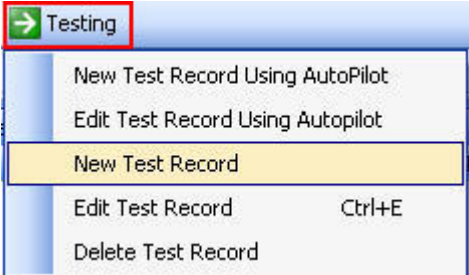 Testing
New Test Record Using AutoPilot
Edit Test Record Using Autopilot
New Test Record
Edit Test Record Ctrl+E
Delete Test Record